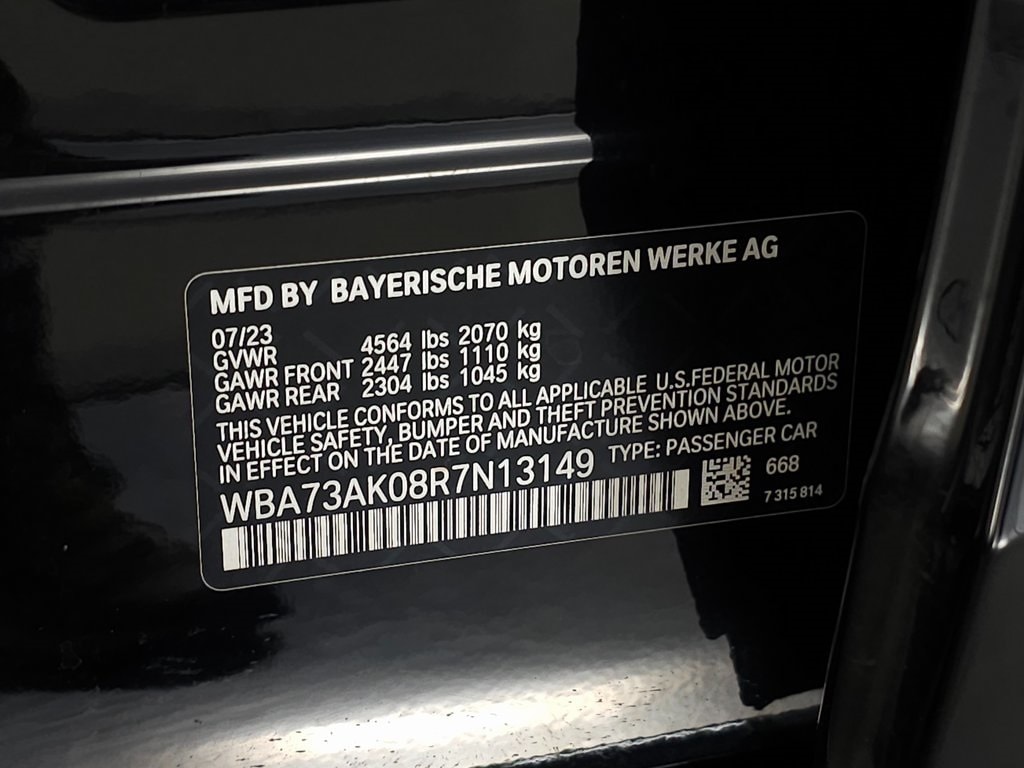 MFD BY BAYERISCHE MOTOREN WERKE AG
07/23
GVWR 4564 lbs 2070 kg
GAWR FRONT 2447 lbs 1110 kg
GAWR REAR 2304 lbs 1045 kg
THIS VEHICLE CONFORMS TO ALL APPLICABLE U.S.FEDERAL MOTOR
VEHICLE SAFETY, BUMPER AND THEFT PREVENTION STANDARDS
IN EFFECT ON THE DATE OF MANUFACTURE SHOWN ABOVE.
WBA73AK08R7N13149 TYPE: PASSENGER CAR
668
7 315 814